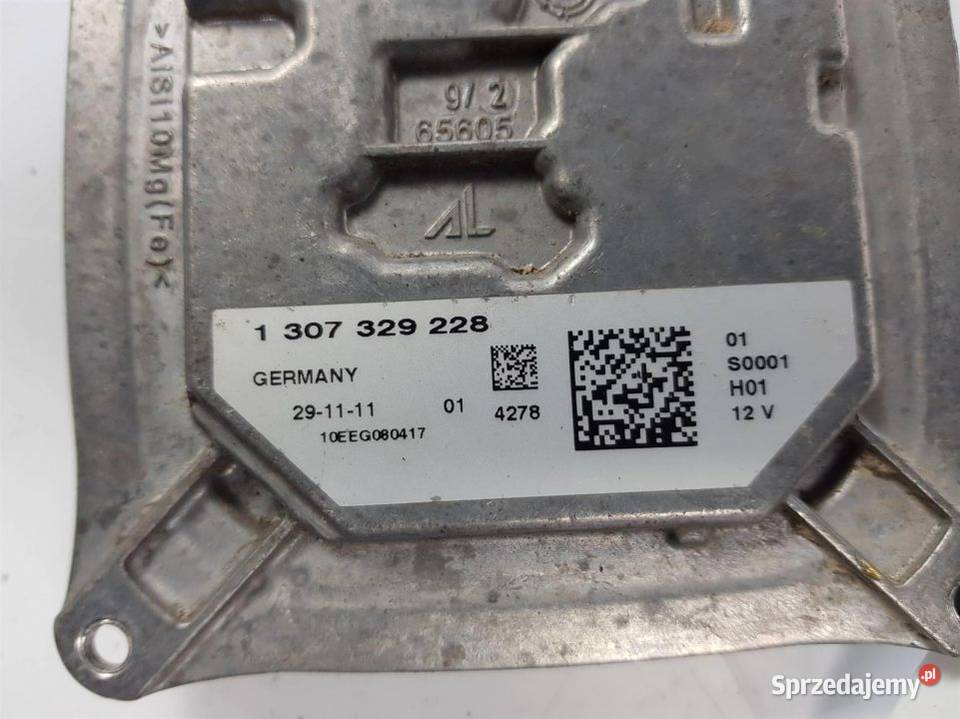 >AlSi10Mg(Fe)<
9/2
65605
AL
1 307 329 228
GERMANY
29-11-11
01
4278
10EEG080417
01
S0001
H01
12 V
Sprzedajemy.pl